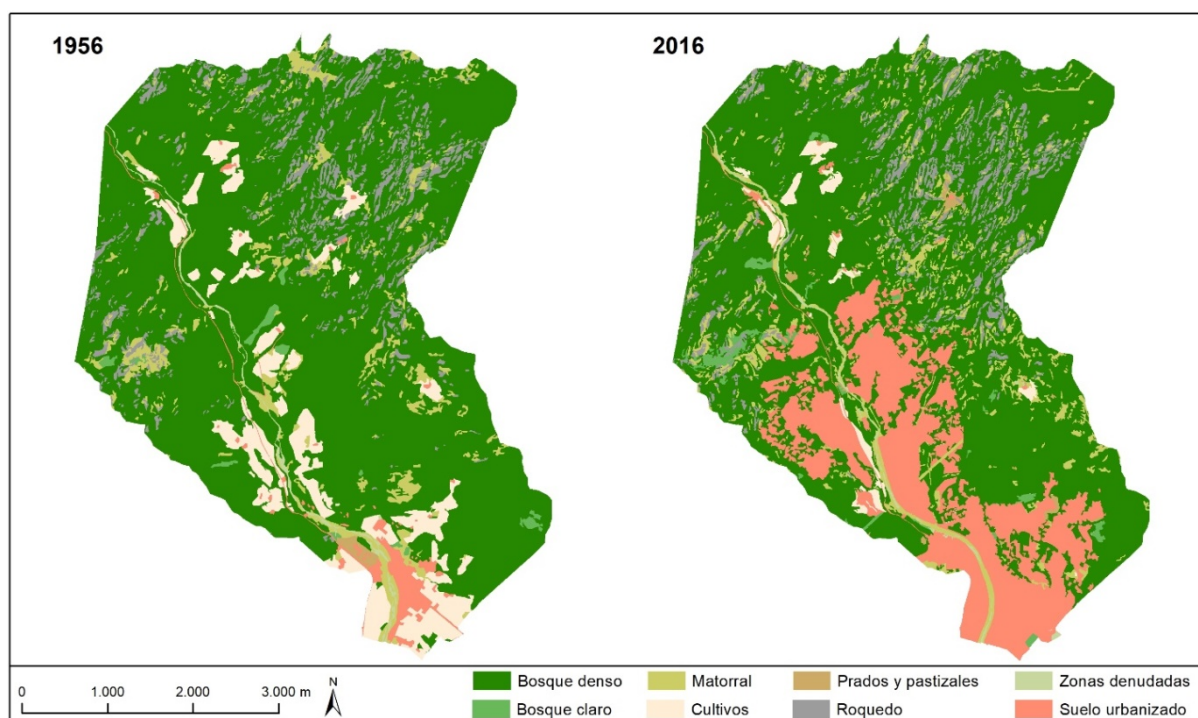 1956
2016
0 1.000 2.000 3.000 m
N
Bosque denso Matorral Prados y pastizales Zonas denudadas
Bosque claro Cultivos Roquedo Suelo urbanizado